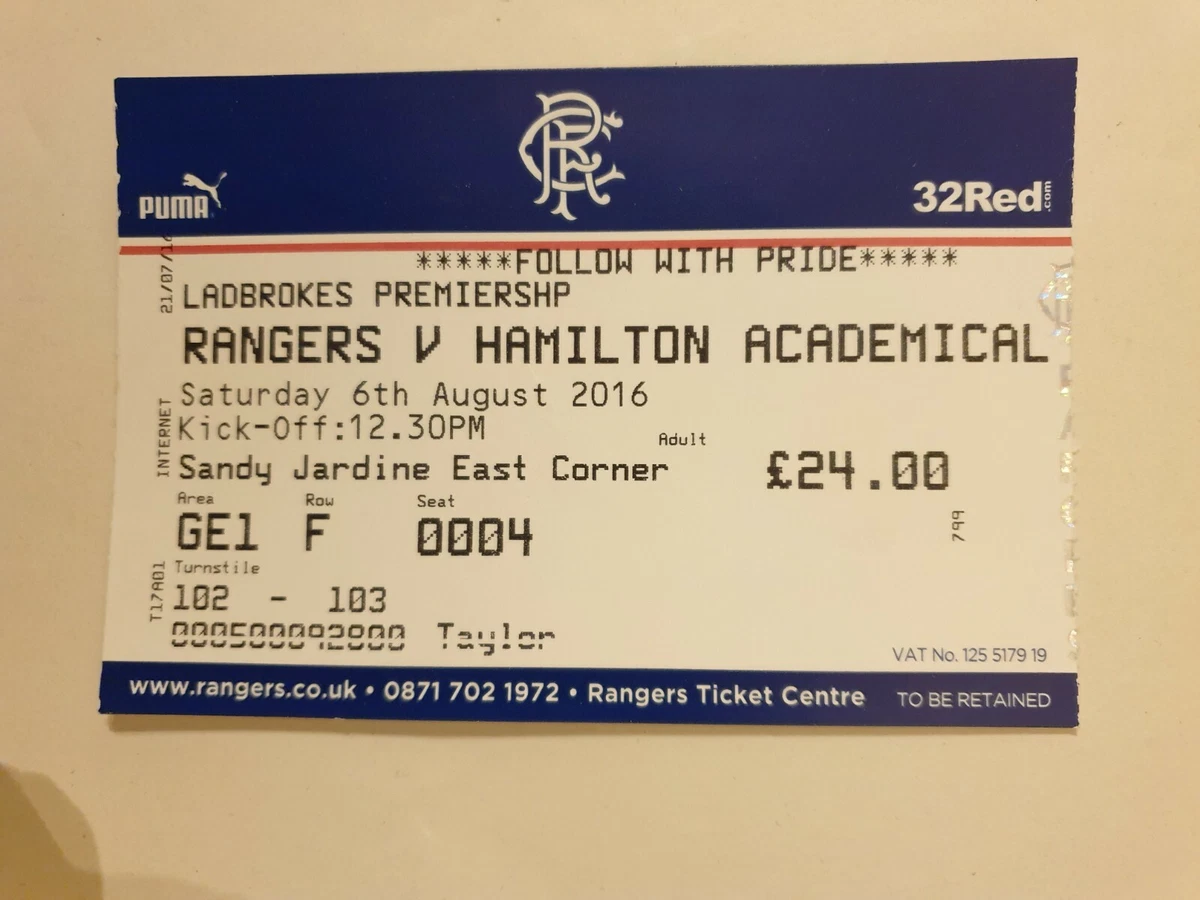 PUMA
32Red.com
*****FOLLOW WITH PRIDE*****
LADBROKES PREMIERSHP
RANGERS V HAMILTON ACADEMICAL
Saturday 6th August 2016
Kick-Off:12.30PM
Adult
Sandy Jardine East Corner £24.00
Area Row Seat
GE1 F 0004
Turnstile
102 - 103
000500092800 Taylor
21/07/16
INTERNET
T17A01
799
VAT No. 125 5179 19
www.rangers.co.uk • 0871 702 1972 • Rangers Ticket Centre TO BE RETAINED